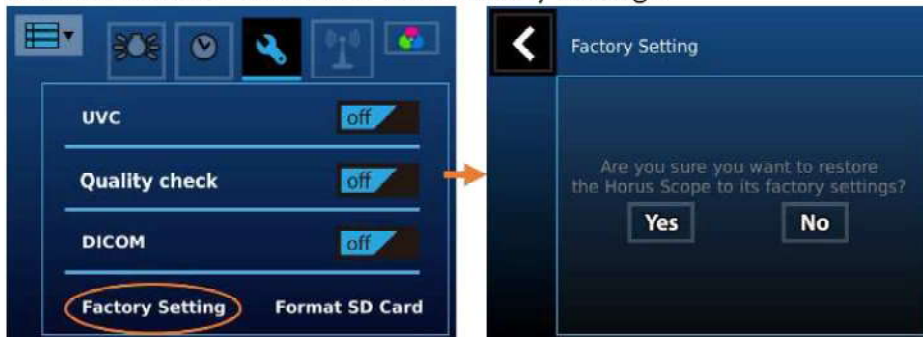 UVC off
Quality check off
DICOM off
Factory Setting Format SD Card
Factory Setting
Are you sure you want to restore
the Horus Scope to its factory settings?
Yes No